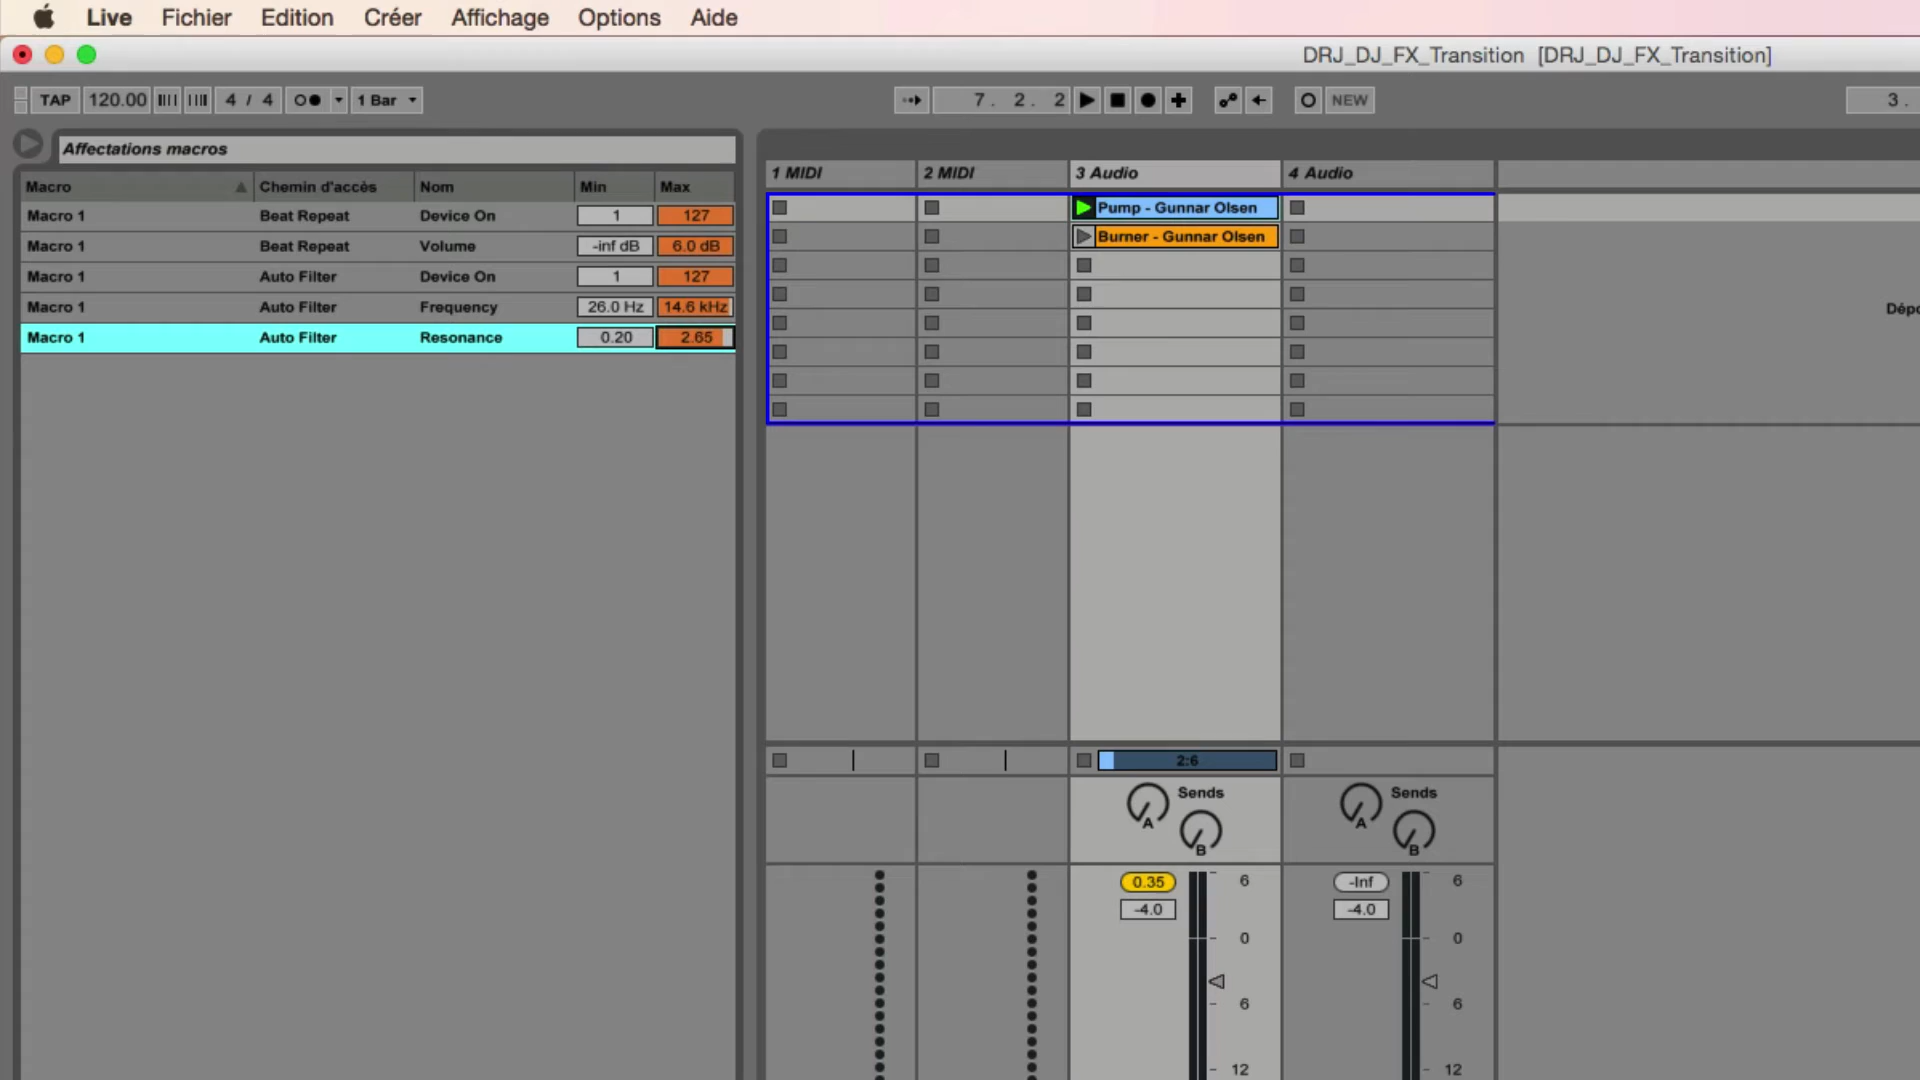 Live Fichier Edition Créer Affichage Options Aide
DRJ_DJ_FX_Transition [DRJ_DJ_FX_Transition]
TAP 120.00 4 / 4 1 Bar 7. 2. 2 NEW 3.
Affectations macros
Macro Chemin d'accès Nom Min Max
Macro 1 Beat Repeat Device On 1 127
Macro 1 Beat Repeat Volume -inf dB 6.0 dB
Macro 1 Auto Filter Device On 1 127
Macro 1 Auto Filter Frequency 26.0 Hz 14.6 kHz
Macro 1 Auto Filter Resonance 0.20 2.65
1 MIDI 2 MIDI 3 Audio 4 Audio
Pump - Gunnar Olsen
Burner - Gunnar Olsen
Dépo
2:6
Sends Sends
A A
B B
0.35 6 -Inf 6
-4.0 -4.0
0 0
6 6
12 12